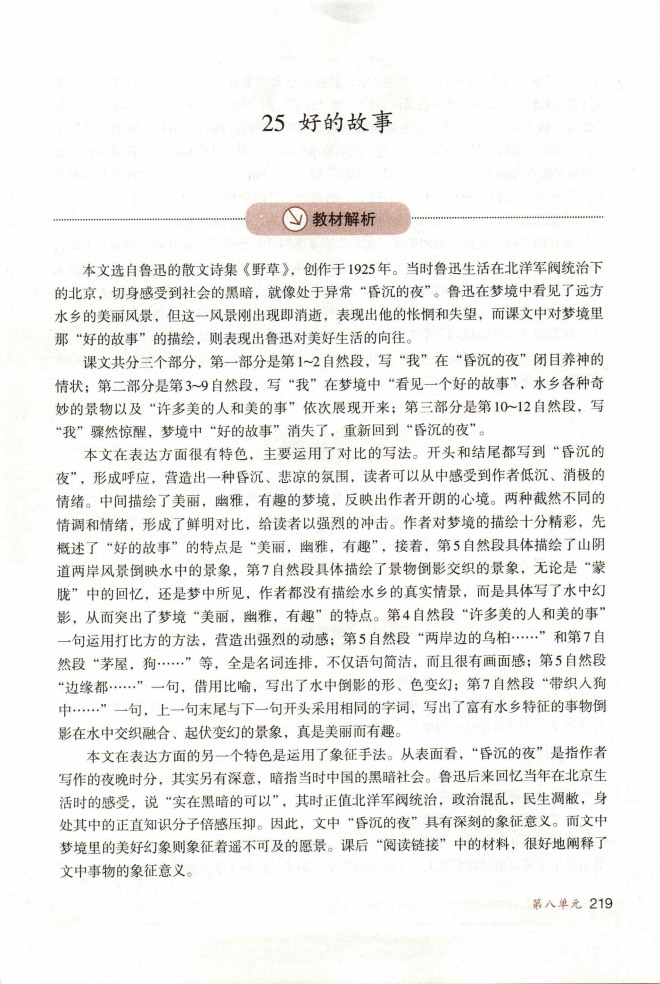 25 好的故事
教材解析
本文选自鲁迅的散文诗集《野草》，创作于1925年。当时鲁迅生活在北洋军阀统治下
的北京，切身感受到社会的黑暗，就像处于异常“昏沉的夜”。鲁迅在梦境中看见了远方
水乡的美丽风景，但这一风景刚出现即消逝，表现出他的怅惘和失望，而课文中对梦境里
那“好的故事”的描绘，则表现出鲁迅对美好生活的向往。
课文共分三个部分，第一部分是第1~2自然段，写“我”在“昏沉的夜”闭目养神的
情状；第二部分是第3~9自然段，写“我”在梦境中“看见一个好的故事”，水乡各种奇
妙的景物以及“许多美的人和美的事”依次展现开来；第三部分是第10~12自然段，写
“我”骤然惊醒，梦境中“好的故事”消失了，重新回到“昏沉的夜”。
本文在表达方面很有特色，主要运用了对比的写法。开头和结尾都写到“昏沉的
夜”，形成呼应，营造出一种昏沉、悲凉的氛围，读者可以从中感受到作者低沉、消极的
情绪。中间描绘了美丽，幽雅，有趣的梦境，反映出作者开朗的心境。两种截然不同的
情调和情绪，形成了鲜明对比，给读者以强烈的冲击。作者对梦境的描绘十分精彩，先
概述了“好的故事”的特点是“美丽，幽雅，有趣”，接着，第5自然段具体描绘了山阴
道两岸风景倒映水中的景象，第7自然段具体描绘了景物倒影交织的景象，无论是“蒙
胧”中的回忆，还是梦中所见，作者都没有描绘水乡的真实情景，而是具体写了水中幻
影，从而突出了梦境“美丽，幽雅，有趣”的特点。第4自然段“许多美的人和美的事”
一句运用打比方的方法，营造出强烈的动感；第5自然段“两岸边的乌桕……”和第7自
然段“茅屋，狗……”等，全是名词连排，不仅语句简洁，而且很有画面感；第5自然段
“边缘都……”一句，借用比喻，写出了水中倒影的形、色变幻；第7自然段“带织入狗
中……”一句，上一句末尾与下一句开头采用相同的字词，写出了富有水乡特征的事物倒
影在水中交织融合、起伏变幻的景象，真是美丽而有趣。
本文在表达方面的另一个特色是运用了象征手法。从表面看，“昏沉的夜”是指作者
写作的夜晚时分，其实另有深意，暗指当时中国的黑暗社会。鲁迅后来回忆当年在北京生
活时的感受，说“实在黑暗的可以”，其时正值北洋军阀统治，政治混乱，民生凋敝，身
处其中的正直知识分子倍感压抑。因此，文中“昏沉的夜”具有深刻的象征意义。而文中
梦境里的美好幻象则象征着遥不可及的愿景。课后“阅读链接”中的材料，很好地阐释了
文中事物的象征意义。
第八单元 219